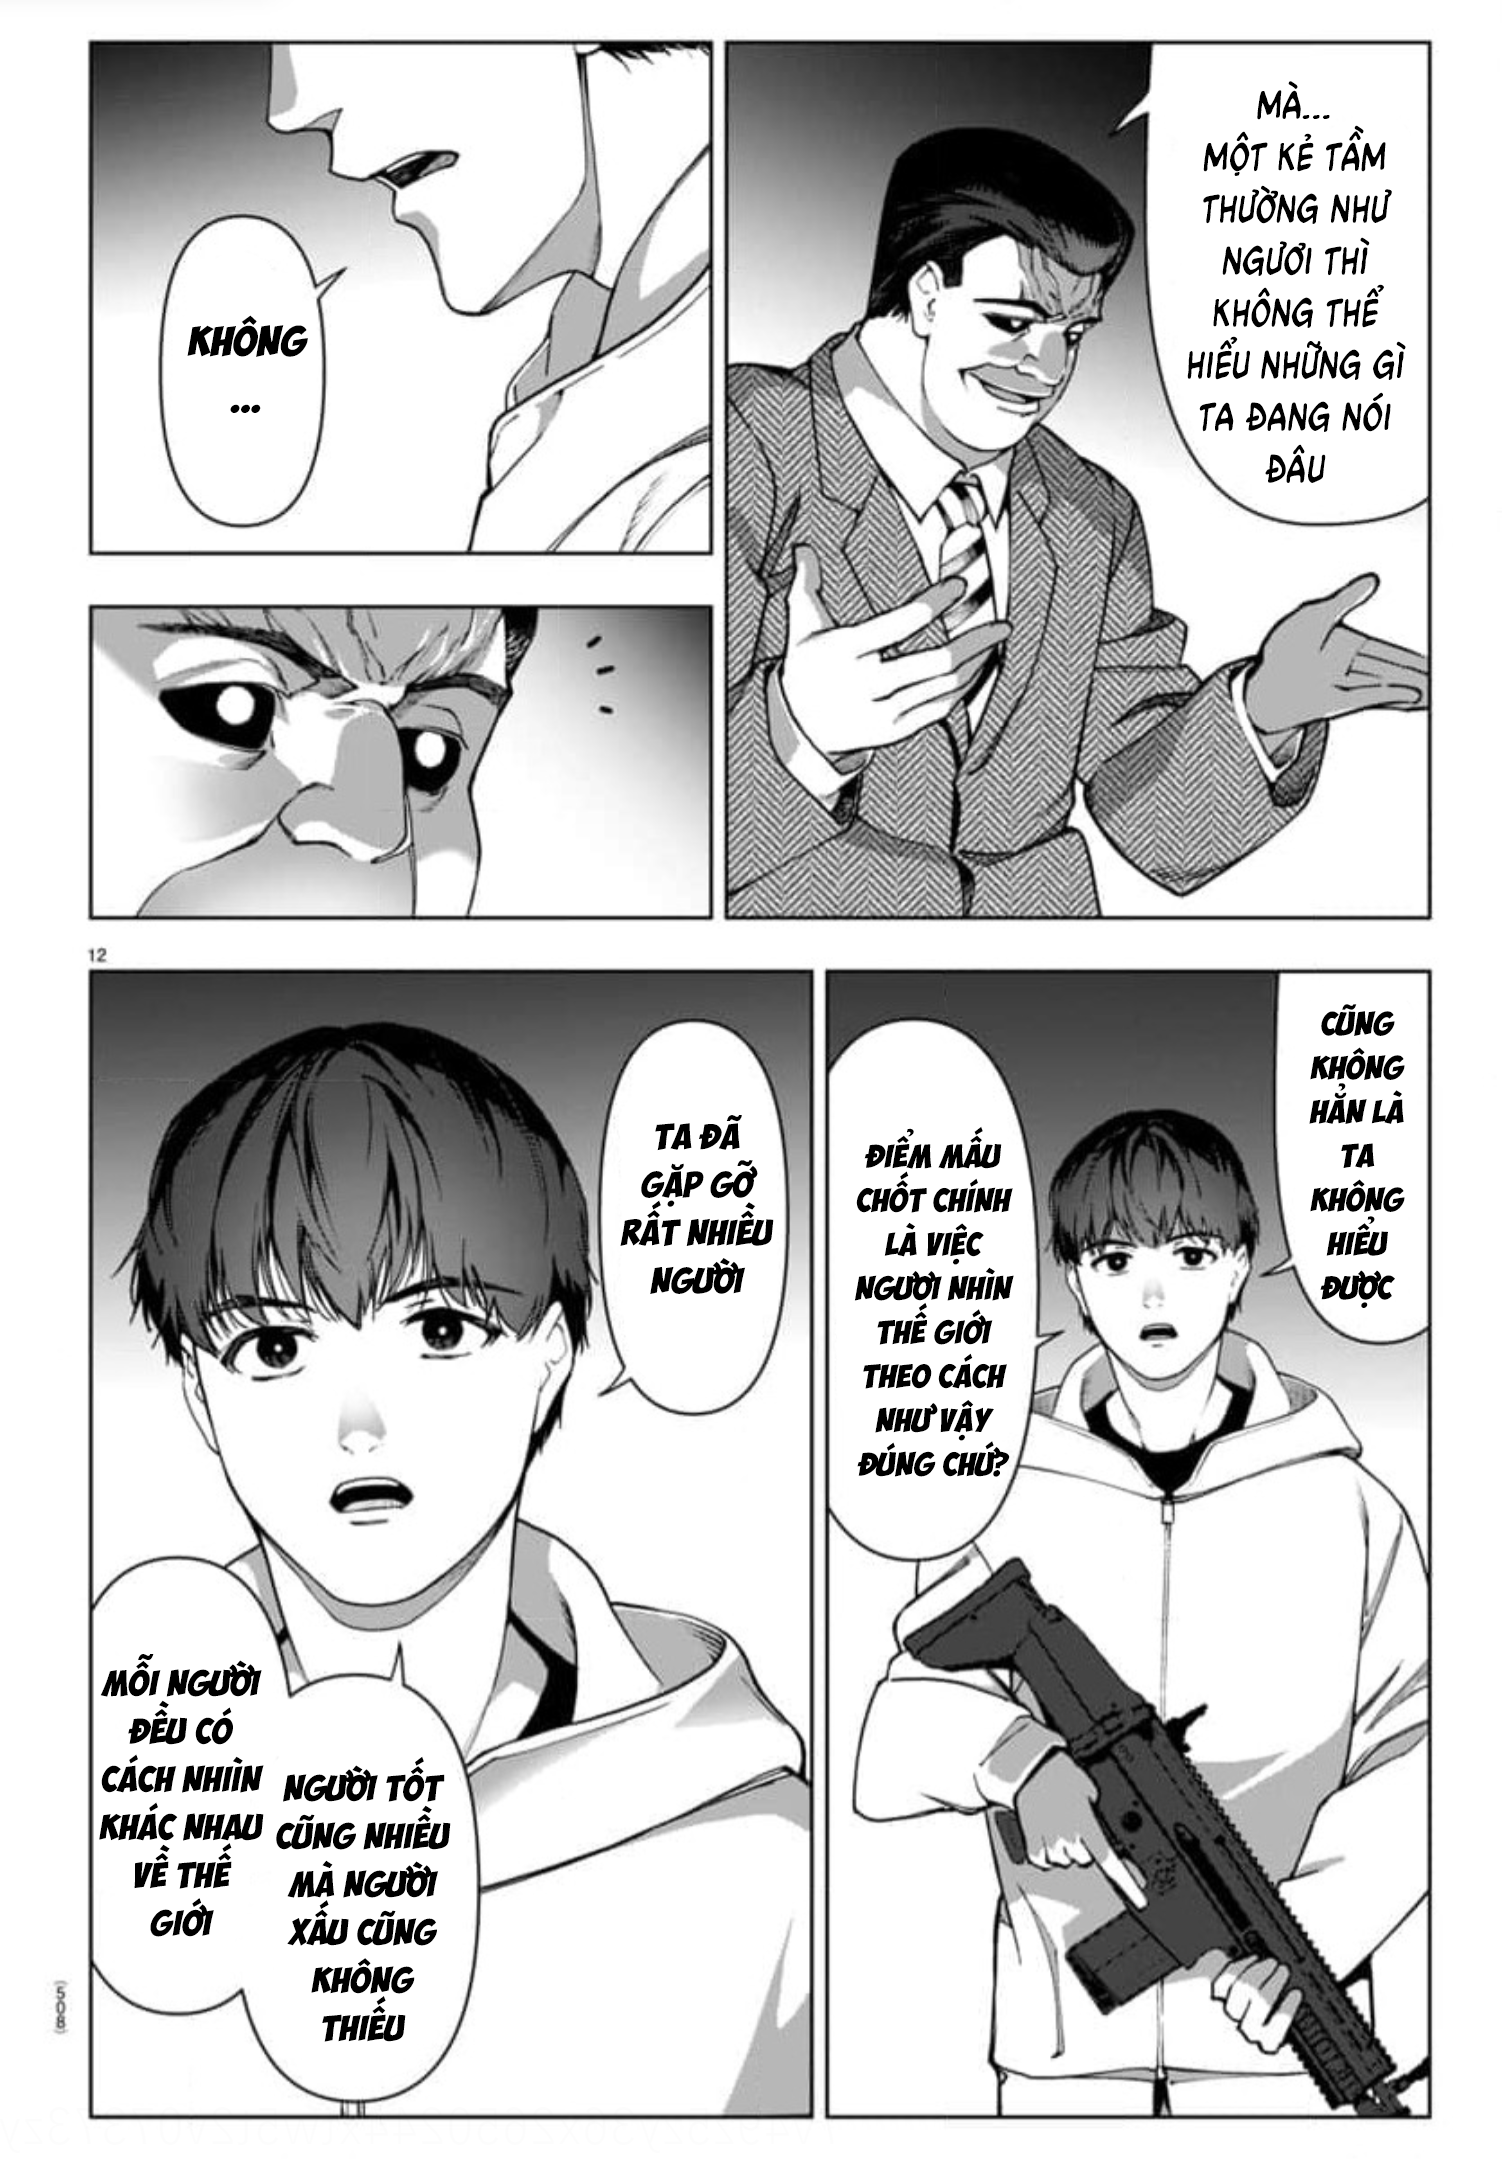 MÀ...
MỘT KẺ TẦM
THƯỜNG NHƯ
NGƯƠI THÌ
KHÔNG THỂ
HIỂU NHỮNG GÌ
TA ĐANG NÓI
ĐÂU
KHÔNG
...
12
CŨNG
KHÔNG
HẲN LÀ
TA
KHÔNG
HIỂU
ĐƯỢC
ĐIỂM MẤU
CHỐT CHÍNH
LÀ VIỆC
NGƯƠI NHÌN
THẾ GIỚI
THEO CÁCH
NHƯ VẬY
ĐÚNG CHỨ?
TA ĐÃ
GẶP GỠ
RẤT NHIỀU
NGƯỜI
NGƯỜI TỐT
CŨNG NHIỀU
MÀ NGƯỜI
XẤU CŨNG
KHÔNG
THIẾU
MỖI NGƯỜI
ĐỀU CÓ
CÁCH NHIÌN
KHÁC NHAU
VỀ THẾ
GIỚI
(508)